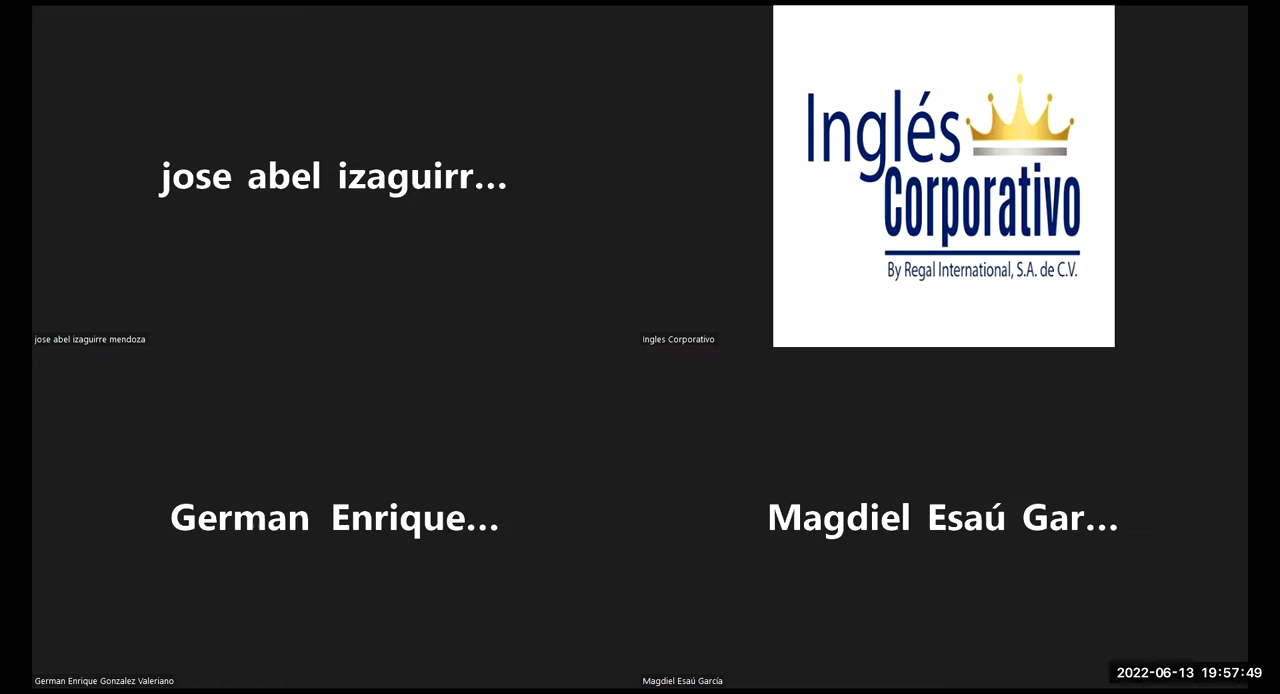 jose abel izaguirr...
jose abel izaguirre mendoza
Inglés
Corporativo
By Regal International, S.A. de C.V.
Ingles Corporativo
German Enrique...
German Enrique Gonzalez Valeriano
Magdiel Esaú Gar...
Magdiel Esaú García
2022-06-13 19:57:49